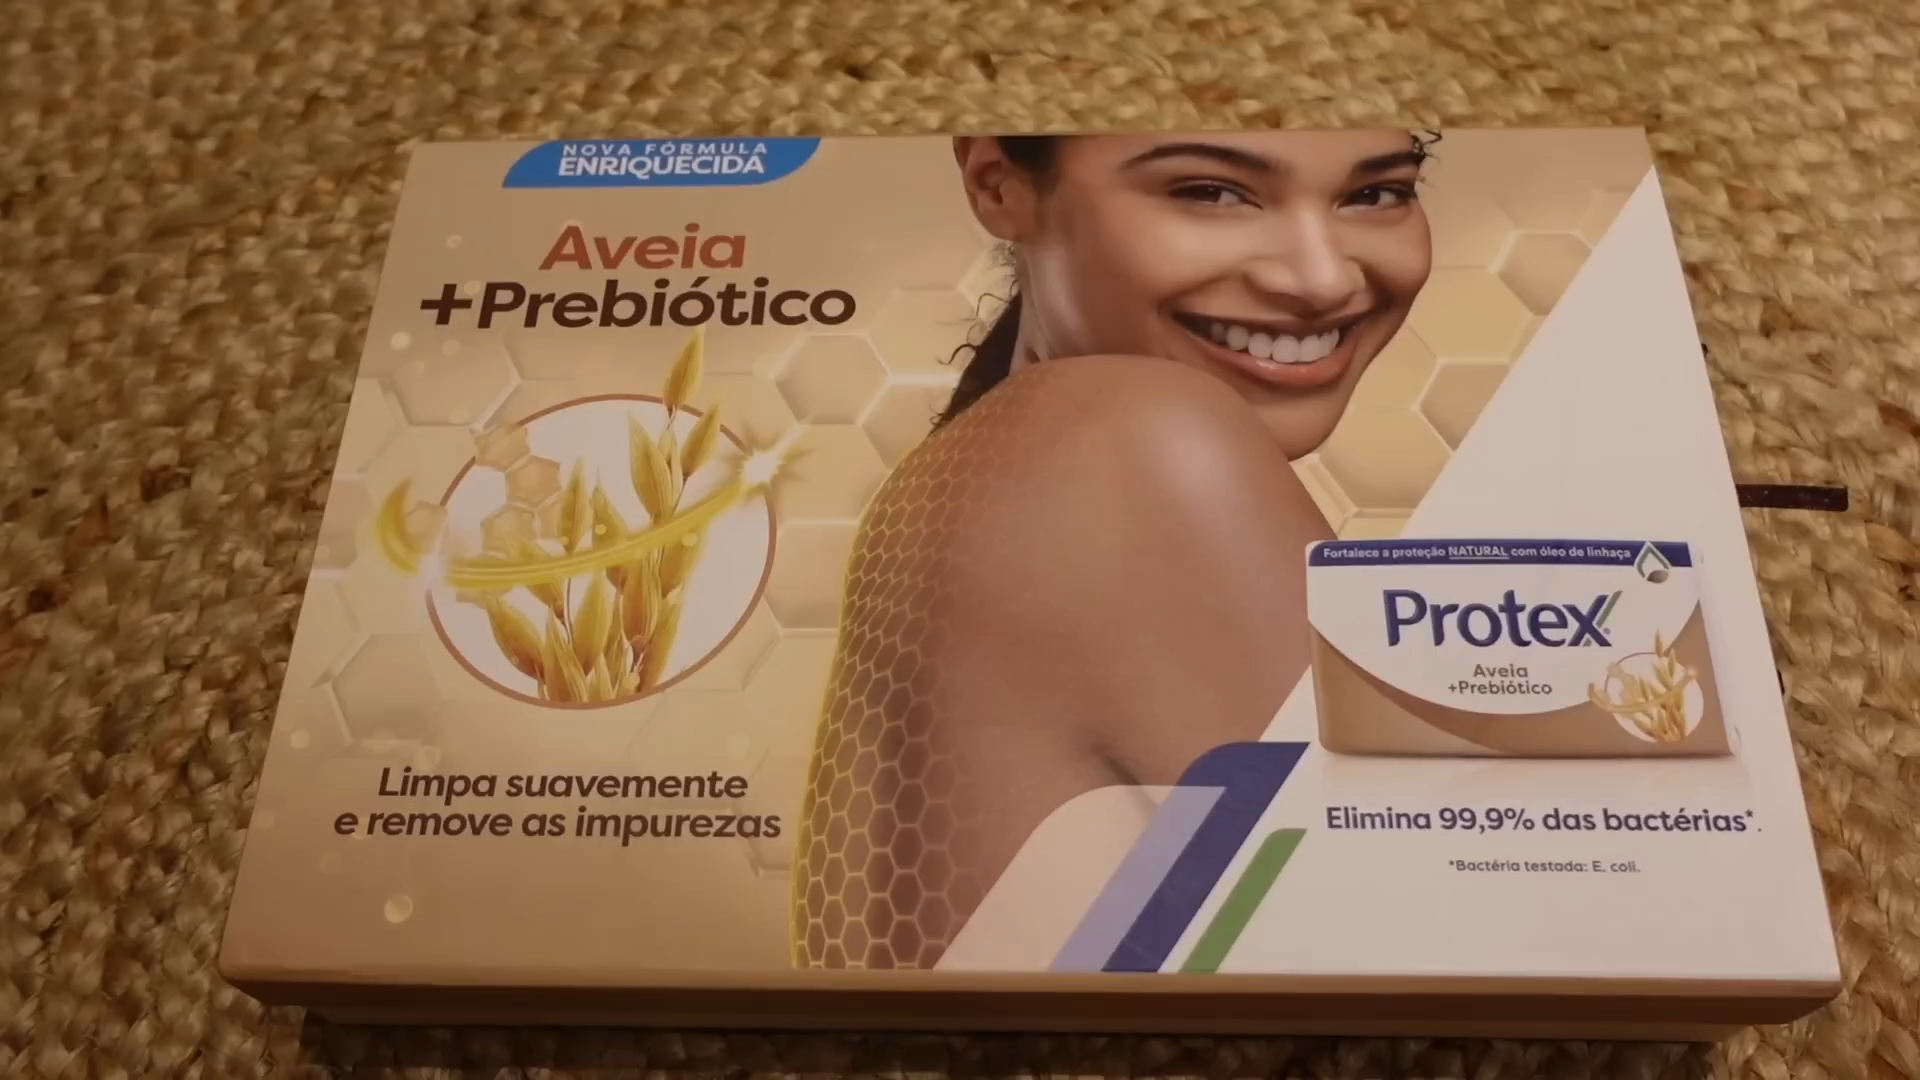 NOVA FÓRMULA
ENRIQUECIDA
Aveia
+Prebiótico
Limpa suavemente
e remove as impurezas
Fortalece a proteção NATURAL com óleo de linhaça
Protex
Aveia
+Prebiótico
Elimina 99,9% das bactérias*.
*Bactéria testada: E. coli.